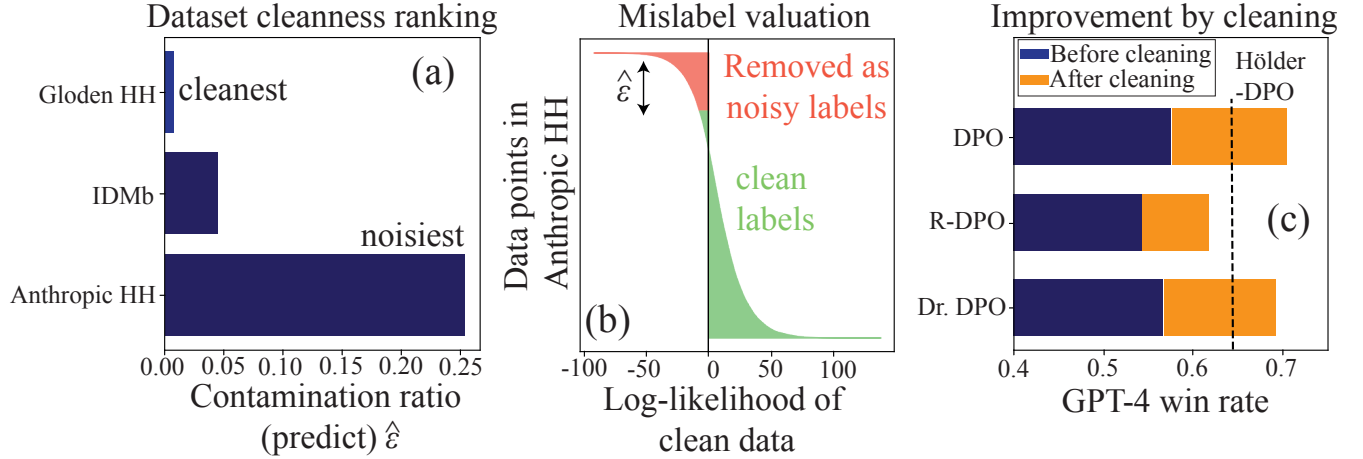 Dataset cleanness ranking
(a)
Gloden HH
cleanest
IDMb
noisiest
Anthropic HH
0.00 0.05 0.10 0.15 0.20 0.25
Contamination ratio
(predict) ε̂
Mislabel valuation
Data points in
Anthropic HH
ε̂
Removed as
noisy labels
clean
labels
(b)
-100 -50 0 50 100
Log-likelihood of
clean data
Improvement by cleaning
Before cleaning
After cleaning
Hölder
-DPO
DPO
R-DPO
(c)
Dr. DPO
0.4 0.5 0.6 0.7
GPT-4 win rate